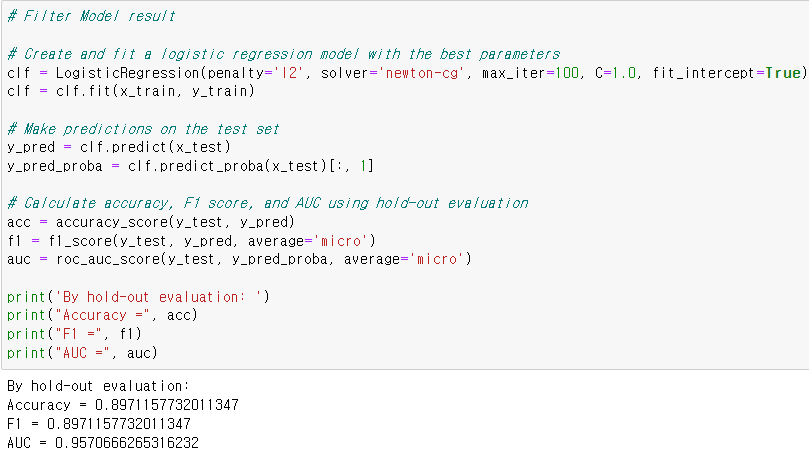 # Filter Model result
# Create and fit a logistic regression model with the best parameters
clf = LogisticRegression(penalty='l2', solver='newton-cg', max_iter=100, C=1.0, fit_intercept=True)
clf = clf.fit(x_train, y_train)
# Make predictions on the test set
y_pred = clf.predict(x_test)
y_pred_proba = clf.predict_proba(x_test)[:, 1]
# Calculate accuracy, F1 score, and AUC using hold-out evaluation
acc = accuracy_score(y_test, y_pred)
f1 = f1_score(y_test, y_pred, average='micro')
auc = roc_auc_score(y_test, y_pred_proba, average='micro')
print('By hold-out evaluation: ')
print("Accuracy =", acc)
print("F1 =", f1)
print("AUC =", auc)
By hold-out evaluation:
Accuracy = 0.8971157732011347
F1 = 0.8971157732011347
AUC = 0.9570666265316232